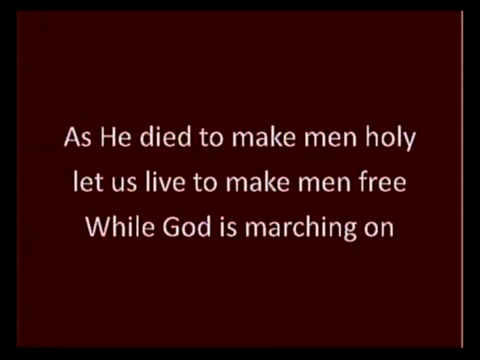 As He died to make men holy
let us live to make men free
While God is marching on